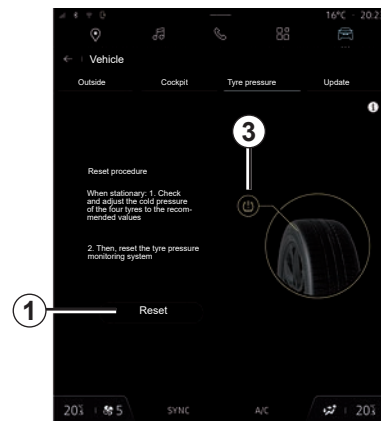 16°C 20.2
Vehicle
Outside Cockpit Tyre pressure Update
3
Reset procedure
When stationary: 1. Check
and adjust the cold pressure
of the four tyres to the recom-
mended values
2. Then, reset the tyre pressure
monitoring system
1
Reset
5 SYNC A/C